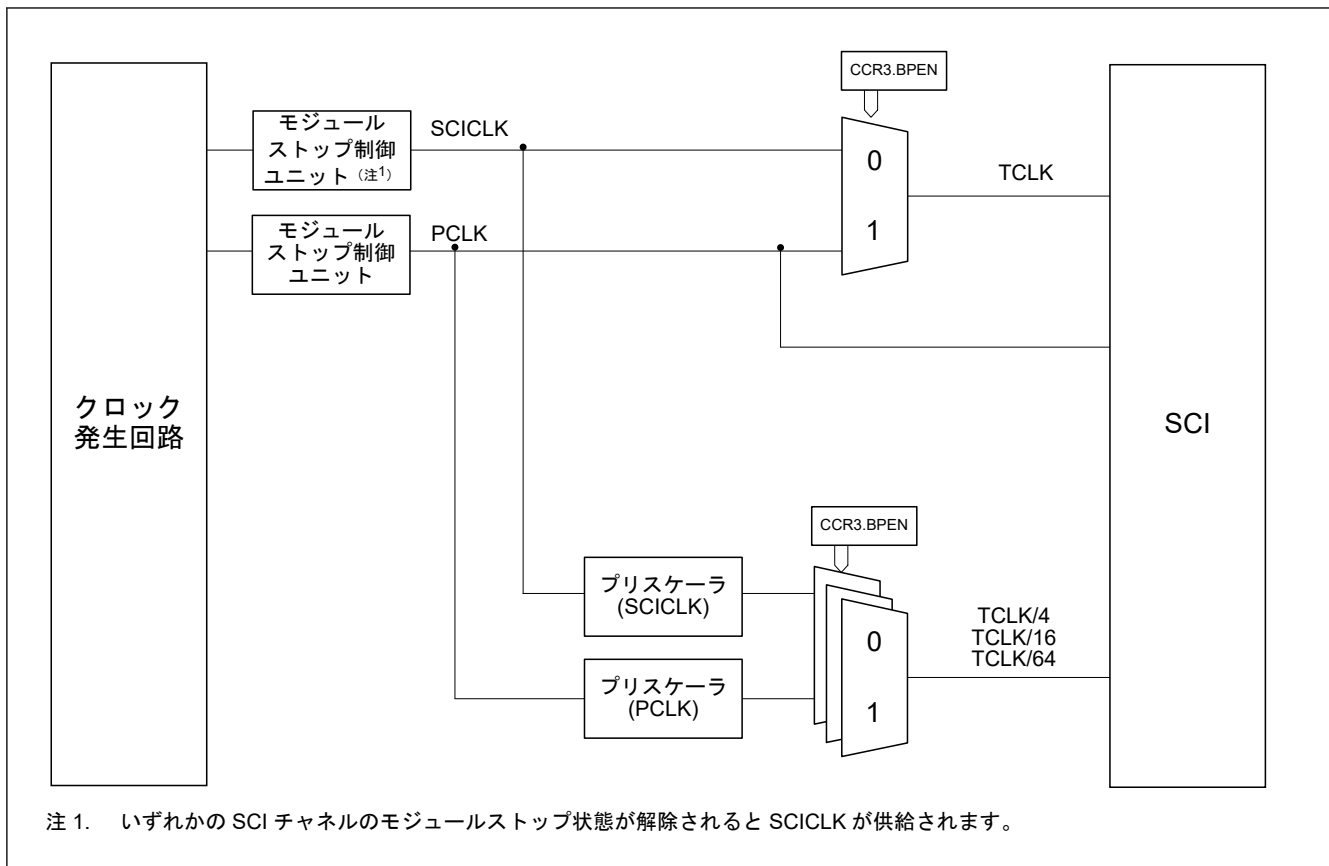 CCR3.BPEN
モジュール
ストップ制御
ユニット（注1）
SCICLK
0
1
TCLK
モジュール
ストップ制御
ユニット
PCLK
クロック
発生回路
SCI
CCR3.BPEN
プリスケーラ
(SCICLK)
0
1
TCLK/4
TCLK/16
TCLK/64
プリスケーラ
(PCLK)
注 1. いずれかの SCI チャネルのモジュールストップ状態が解除されると SCICLK が供給されます。